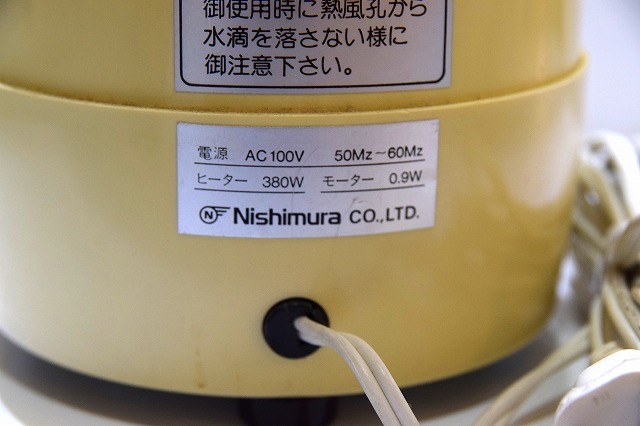 御使用時に熱風孔から
水滴を落さない様に
御注意下さい。
電源 AC100V 50Mz～60Mz
ヒーター 380W モーター 0.9W
NF Nishimura CO.,LTD.